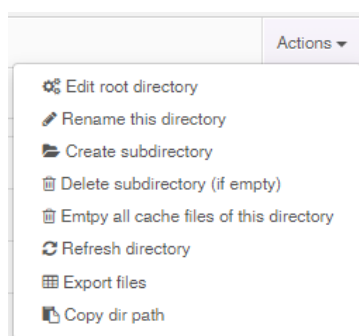 Actions
Edit root directory
Rename this directory
Create subdirectory
Delete subdirectory (if empty)
Emtpy all cache files of this directory
Refresh directory
Export files
Copy dir path